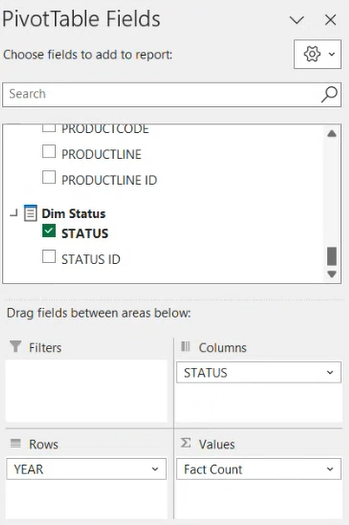 PivotTable Fields
Choose fields to add to report:
Search
PRODUCTCODE
PRODUCTLINE
PRODUCTLINE ID
Dim Status
STATUS
STATUS ID
Drag fields between areas below:
Filters
Columns
STATUS
Rows
Σ Values
YEAR
Fact Count